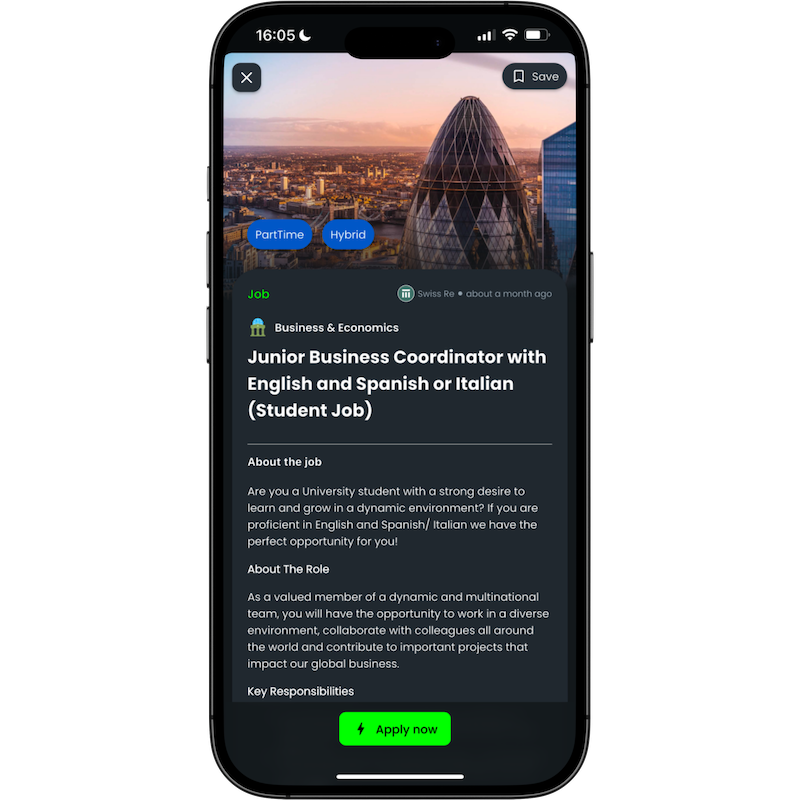 16:05
Save
PartTime
Hybrid
Job
Swiss Re • about a month ago
Business & Economics
Junior Business Coordinator with
English and Spanish or Italian
(Student Job)
About the job
Are you a University student with a strong desire to
learn and grow in a dynamic environment? If you are
proficient in English and Spanish/ Italian we have the
perfect opportunity for you!
About The Role
As a valued member of a dynamic and multinational
team, you will have the opportunity to work in a diverse
environment, collaborate with colleagues all around
the world and contribute to important projects that
impact our global business.
Key Responsibilities
Apply now